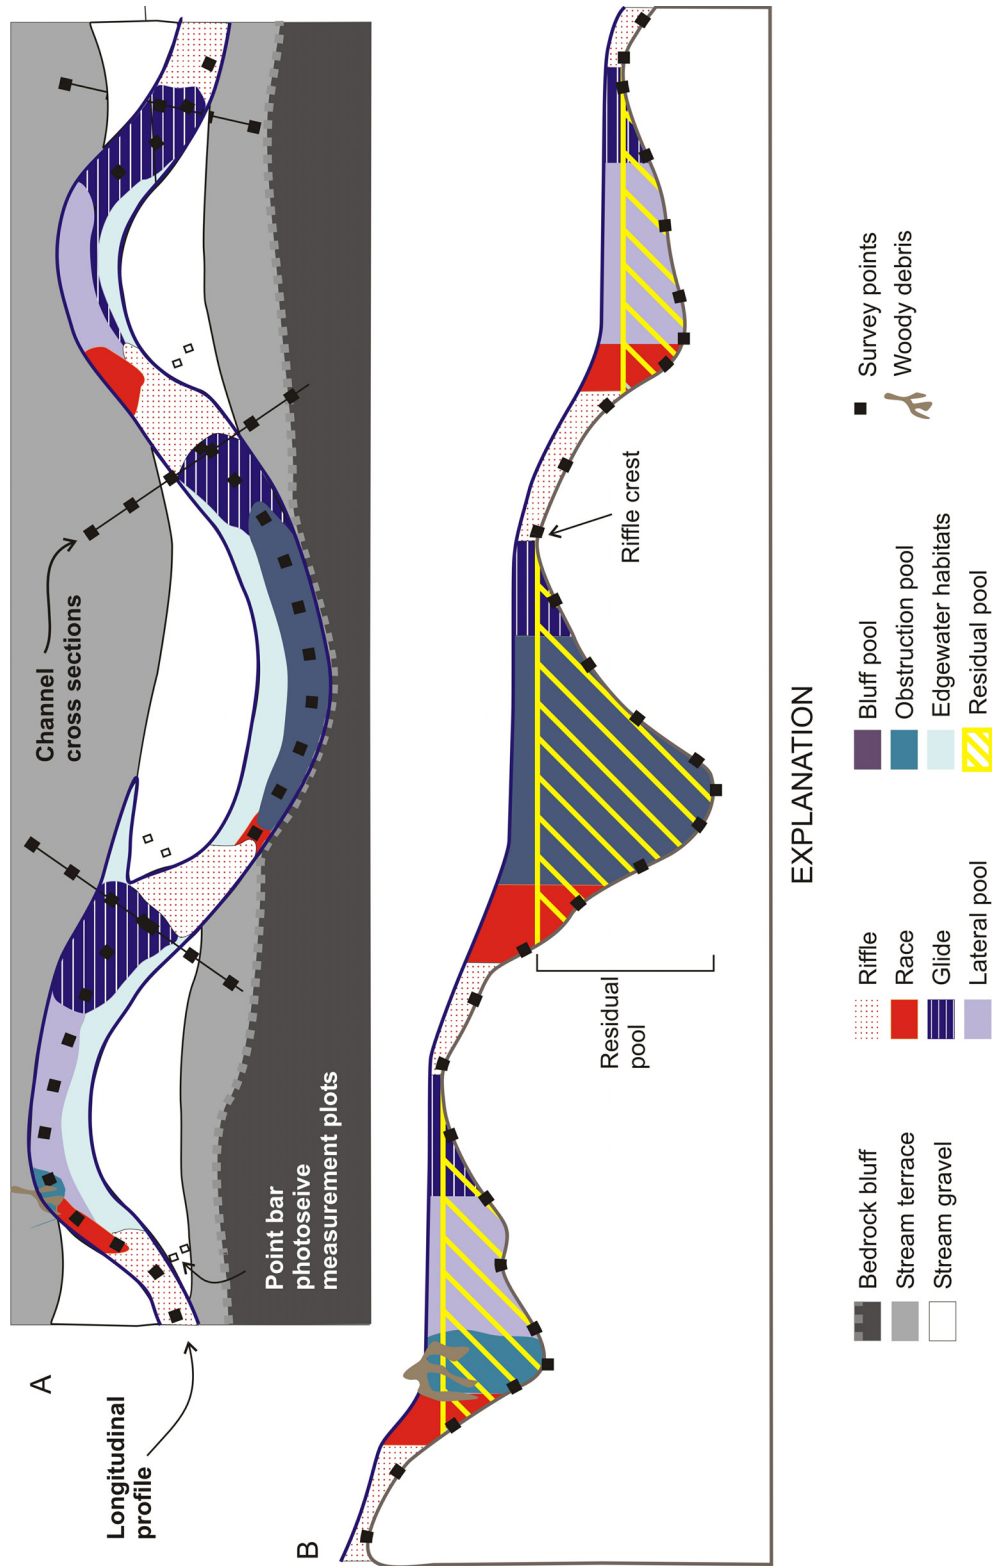 A
Longitudinal
profile
Channel
cross sections
Point bar
photoseive
measurement plots
B
Residual
pool
Riffle crest
EXPLANATION
Bedrock bluff
Stream terrace
Stream gravel
Riffle
Race
Glide
Lateral pool
Bluff pool
Obstruction pool
Edgewater habitats
Residual pool
Survey points
Woody debris